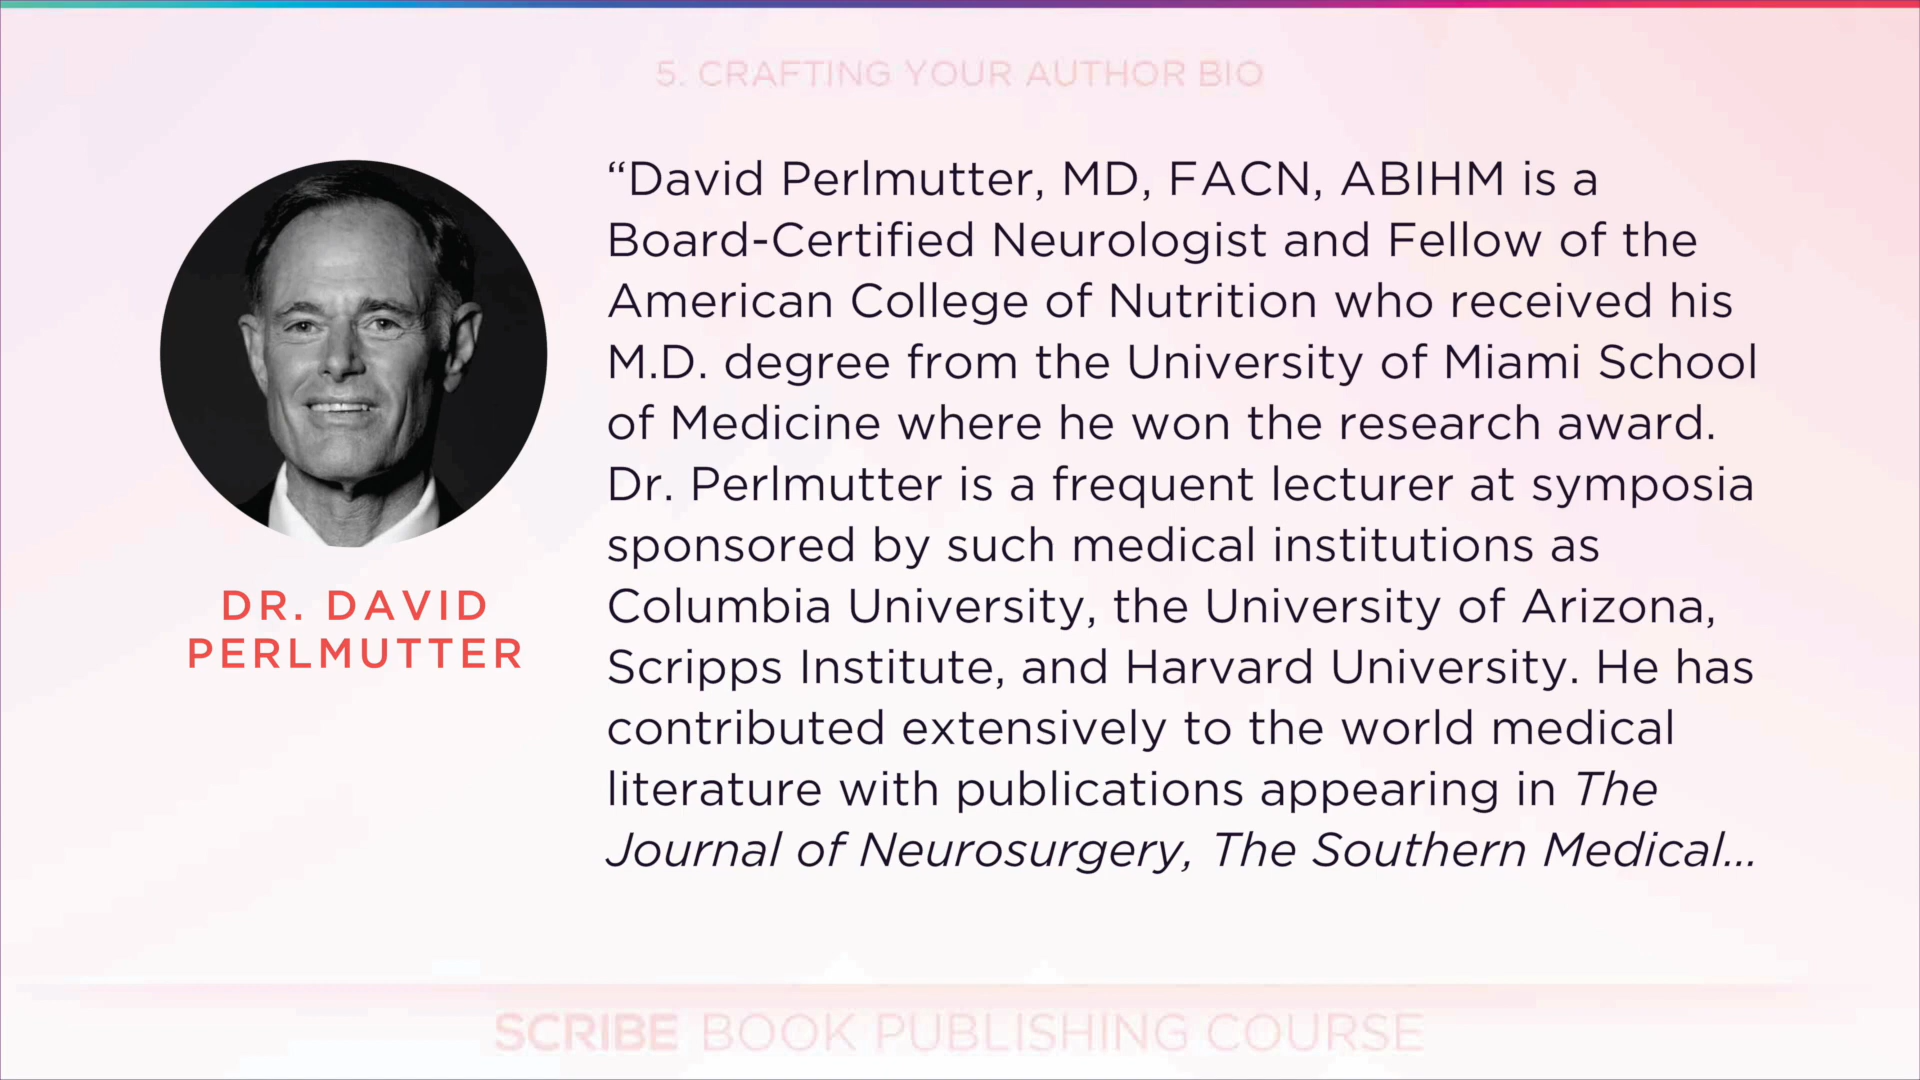 5. CRAFTING YOUR AUTHOR BIO
“David Perlmutter, MD, FACN, ABIHM is a
Board-Certified Neurologist and Fellow of the
American College of Nutrition who received his
M.D. degree from the University of Miami School
of Medicine where he won the research award.
Dr. Perlmutter is a frequent lecturer at symposia
sponsored by such medical institutions as
Columbia University, the University of Arizona,
Scripps Institute, and Harvard University. He has
contributed extensively to the world medical
literature with publications appearing in The
Journal of Neurosurgery, The Southern Medical...
DR. DAVID
PERLMUTTER
SCRIBE BOOK PUBLISHING COURSE